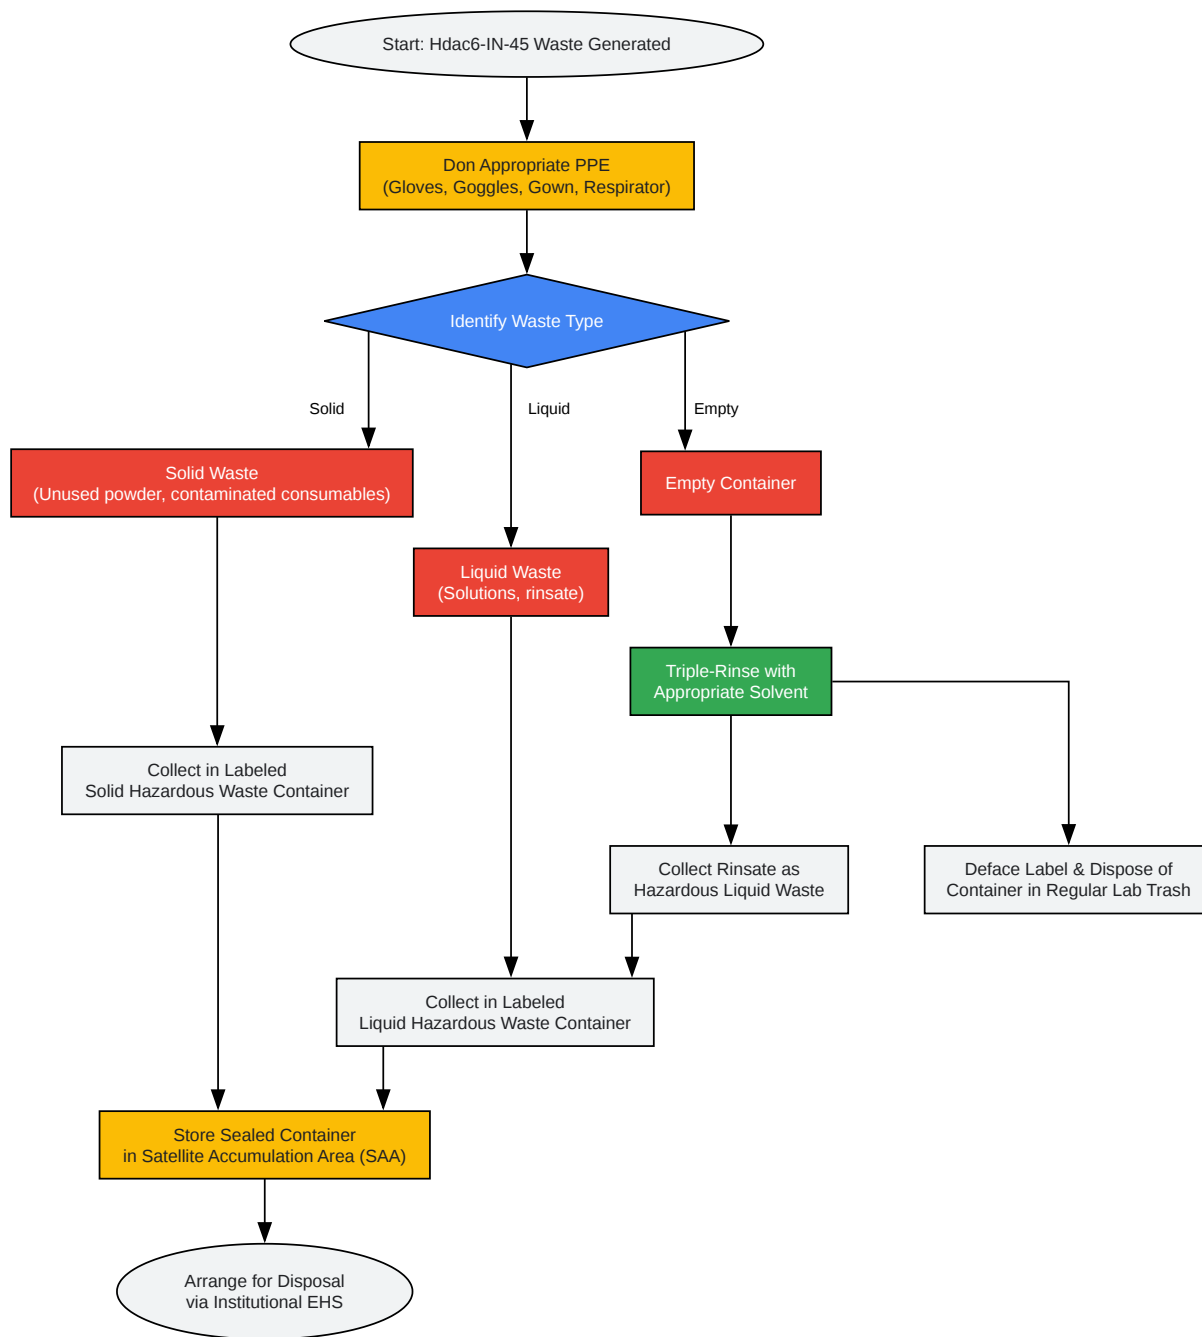 Start: Hdac6-IN-45 Waste Generated
Don Appropriate PPE
(Gloves, Goggles, Gown, Respirator)
Identify Waste Type
Solid
Liquid
Empty
Solid Waste
(Unused powder, contaminated consumables)
Empty Container
Liquid Waste
(Solutions, rinsate)
Triple-Rinse with
Appropriate Solvent
Collect in Labeled
Solid Hazardous Waste Container
Collect Rinsate as
Hazardous Liquid Waste
Deface Label & Dispose of
Container in Regular Lab Trash
Collect in Labeled
Liquid Hazardous Waste Container
Store Sealed Container
in Satellite Accumulation Area (SAA)
Arrange for Disposal
via Institutional EHS